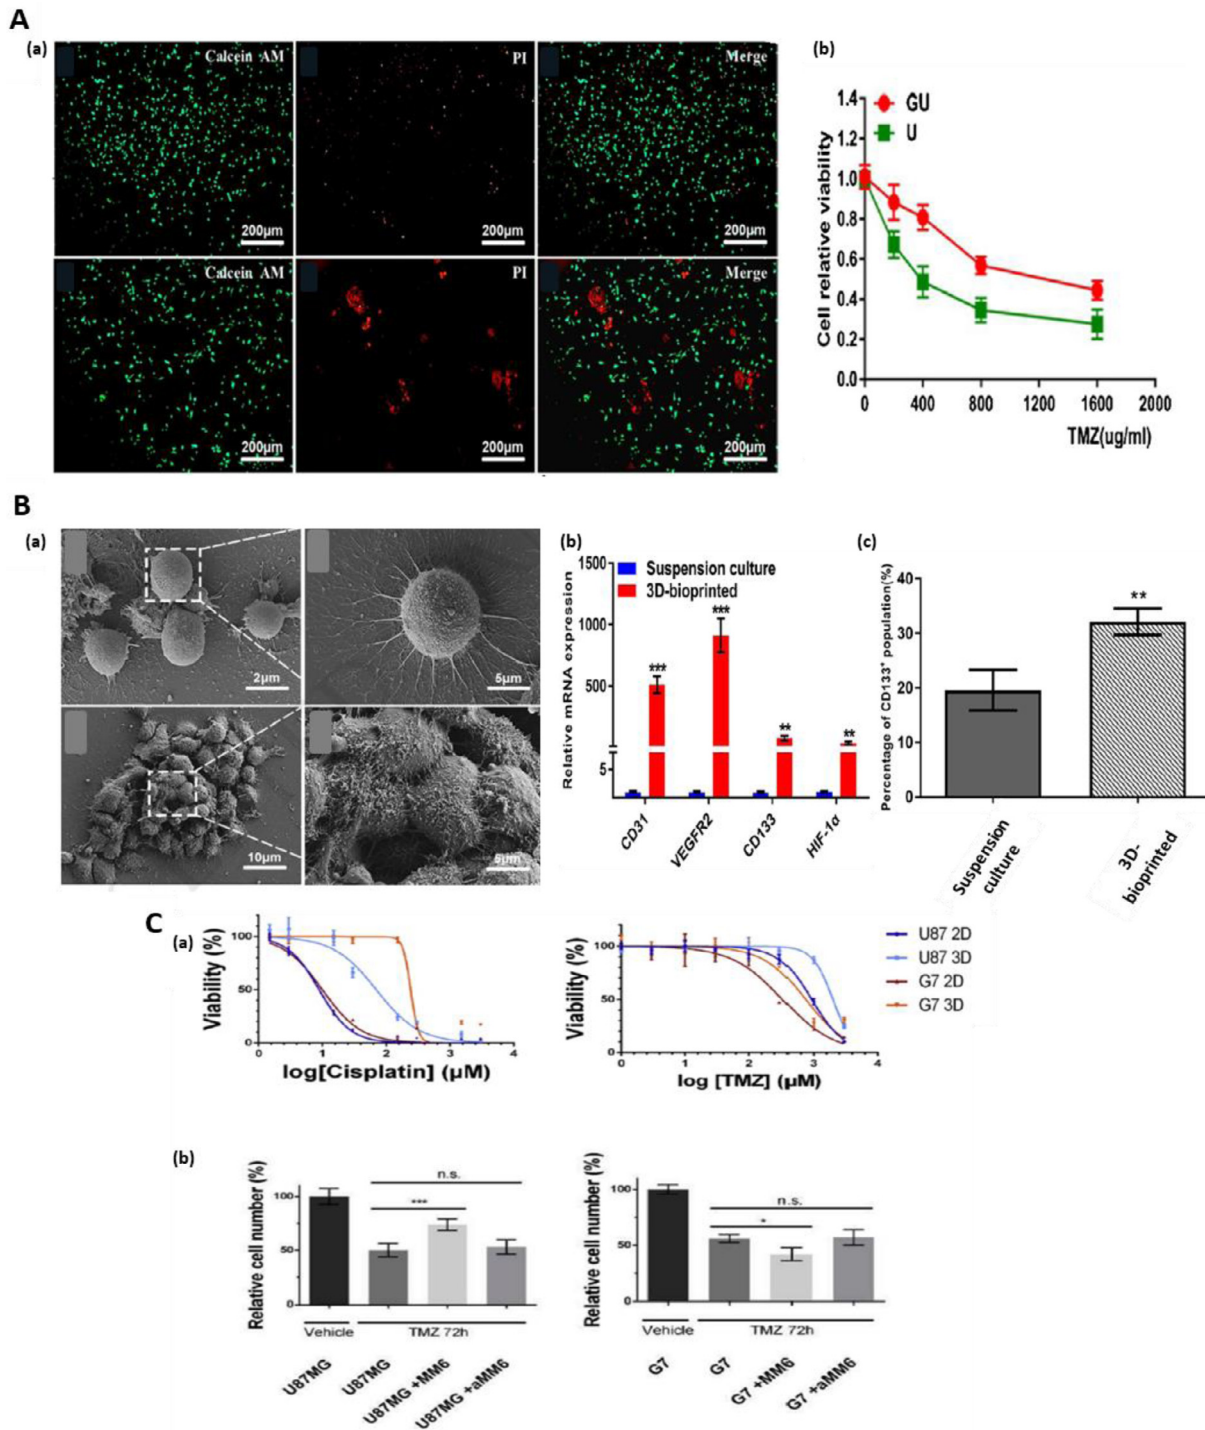 A
(a)
Calcein AM
PI
Merge
200μm
200μm
200μm
Calcein AM
PI
Merge
200μm
200μm
200μm
(b)
GU
U
Cell relative viability
1.4
1.2
1.0
0.8
0.6
0.4
0.2
0.0
0 400 800 1200 1600 2000
TMZ(ug/ml)
B
(a)
2μm
5μm
10μm
5μm
(b)
Suspension culture
3D-bioprinted
Relative mRNA expression
1500
1000
500
5
***
***
**
**
CD31
VEGFR2
CD133
HIF-1α
(c)
Percentage of CD133⁺ population(%)
40
30
20
10
0
**
Suspension culture
3D-bioprinted
C
(a)
Viability (%)
100
50
0
0 1 2 3 4
log[Cisplatin] (μM)
Viability (%)
100
50
0
0 1 2 3 4
log [TMZ] (μM)
U87 2D
U87 3D
G7 2D
G7 3D
(b)
Relative cell number (%)
100
50
0
n.s.
***
Vehicle
TMZ 72h
U87MG
U87MG
U87MG +MM6
U87MG +aMM6
Relative cell number (%)
100
50
0
n.s.
*
Vehicle
TMZ 72h
G7
G7
G7 +MM6
G7 +aMM6